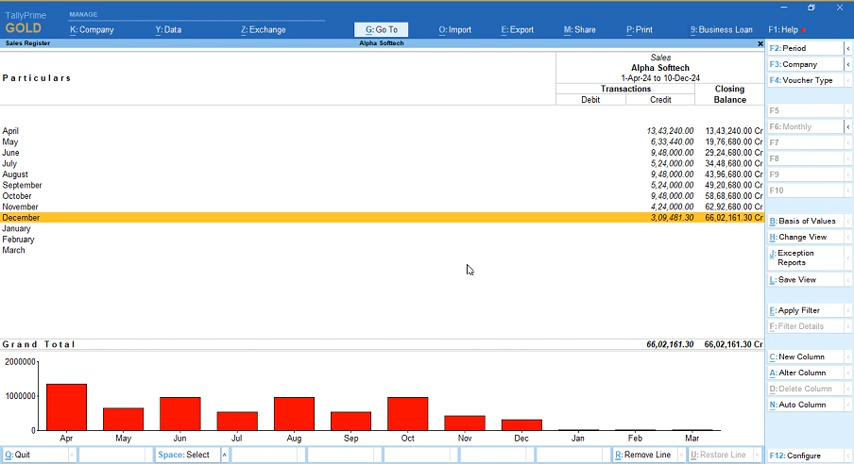 TallyPrime
GOLD
MANAGE
K: Company
Y: Data
Z: Exchange
G: Go To
O: Import
E: Export
M: Share
P: Print
9: Business Loan
F1: Help
Sales Register
Alpha Softtech
Particulars
Sales
Alpha Softtech
1-Apr-24 to 10-Dec-24
Transactions Closing
Debit Credit Balance
April 13,43,240.00 13,43,240.00 Cr
May 6,33,440.00 19,76,680.00 Cr
June 9,48,000.00 29,24,680.00 Cr
July 5,24,000.00 34,48,680.00 Cr
August 9,48,000.00 43,96,680.00 Cr
September 5,24,000.00 49,20,680.00 Cr
October 9,48,000.00 58,68,680.00 Cr
November 4,24,000.00 62,92,680.00 Cr
December 3,09,481.30 66,02,161.30 Cr
January
February
March
Grand Total 66,02,161.30 66,02,161.30 Cr
2000000
1000000
0
Apr May Jun Jul Aug Sep Oct Nov Dec Jan Feb Mar
Q: Quit
Space: Select
R: Remove Line
U: Restore Line
F2: Period
F3: Company
F4: Voucher Type
F5
F6: Monthly
F7
F8
F9
F10
B: Basis of Values
H: Change View
J: Exception
Reports
L: Save View
E: Apply Filter
F: Filter Details
C: New Column
A: Alter Column
D: Delete Column
N: Auto Column
F12: Configure